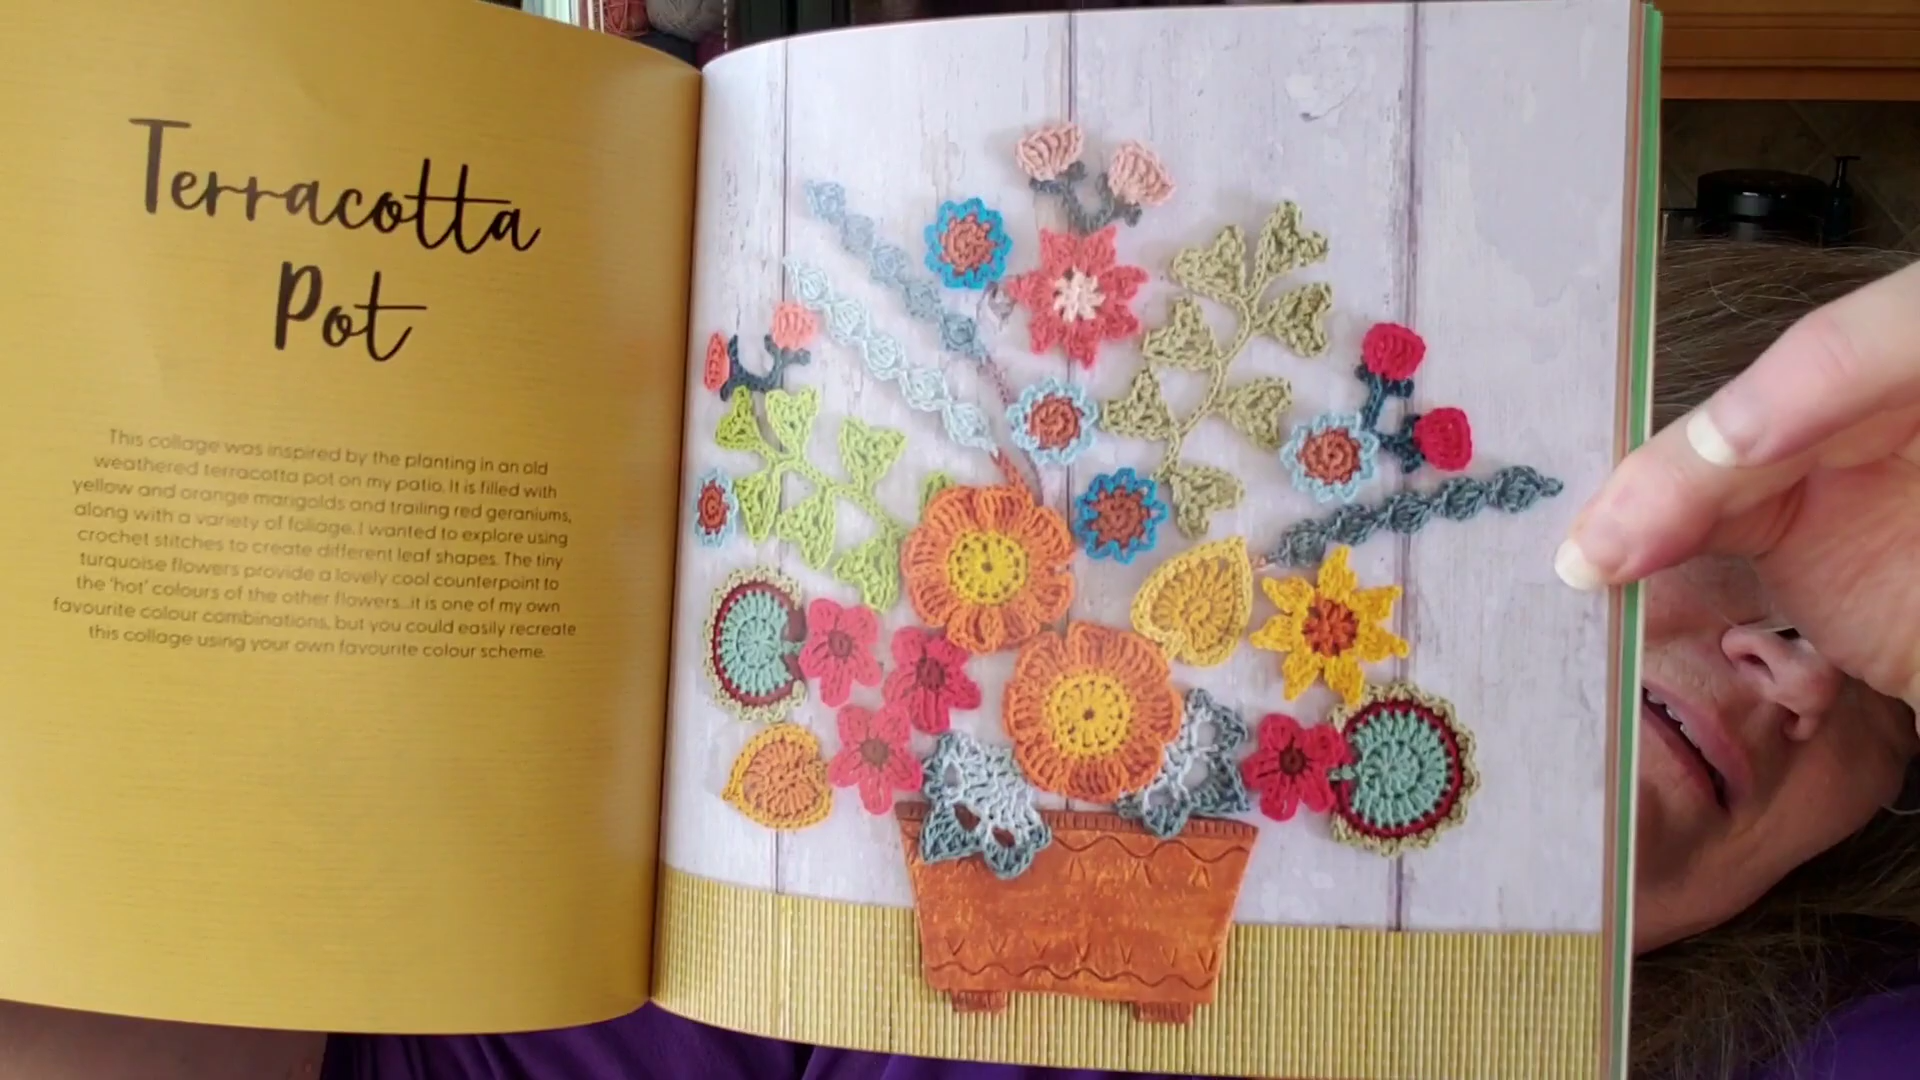 Terracotta
Pot
This collage was inspired by the planting in an old
weathered terracotta pot on my patio. It is filled with
yellow and orange marigolds and trailing red geraniums,
along with a variety of foliage. I wanted to explore using
crochet stitches to create different leaf shapes. The tiny
turquoise flowers provide a lovely cool counterpoint to
the 'hot' colours of the other flowers...it is one of my own
favourite colour combinations, but you could easily recreate
this collage using your own favourite colour scheme.